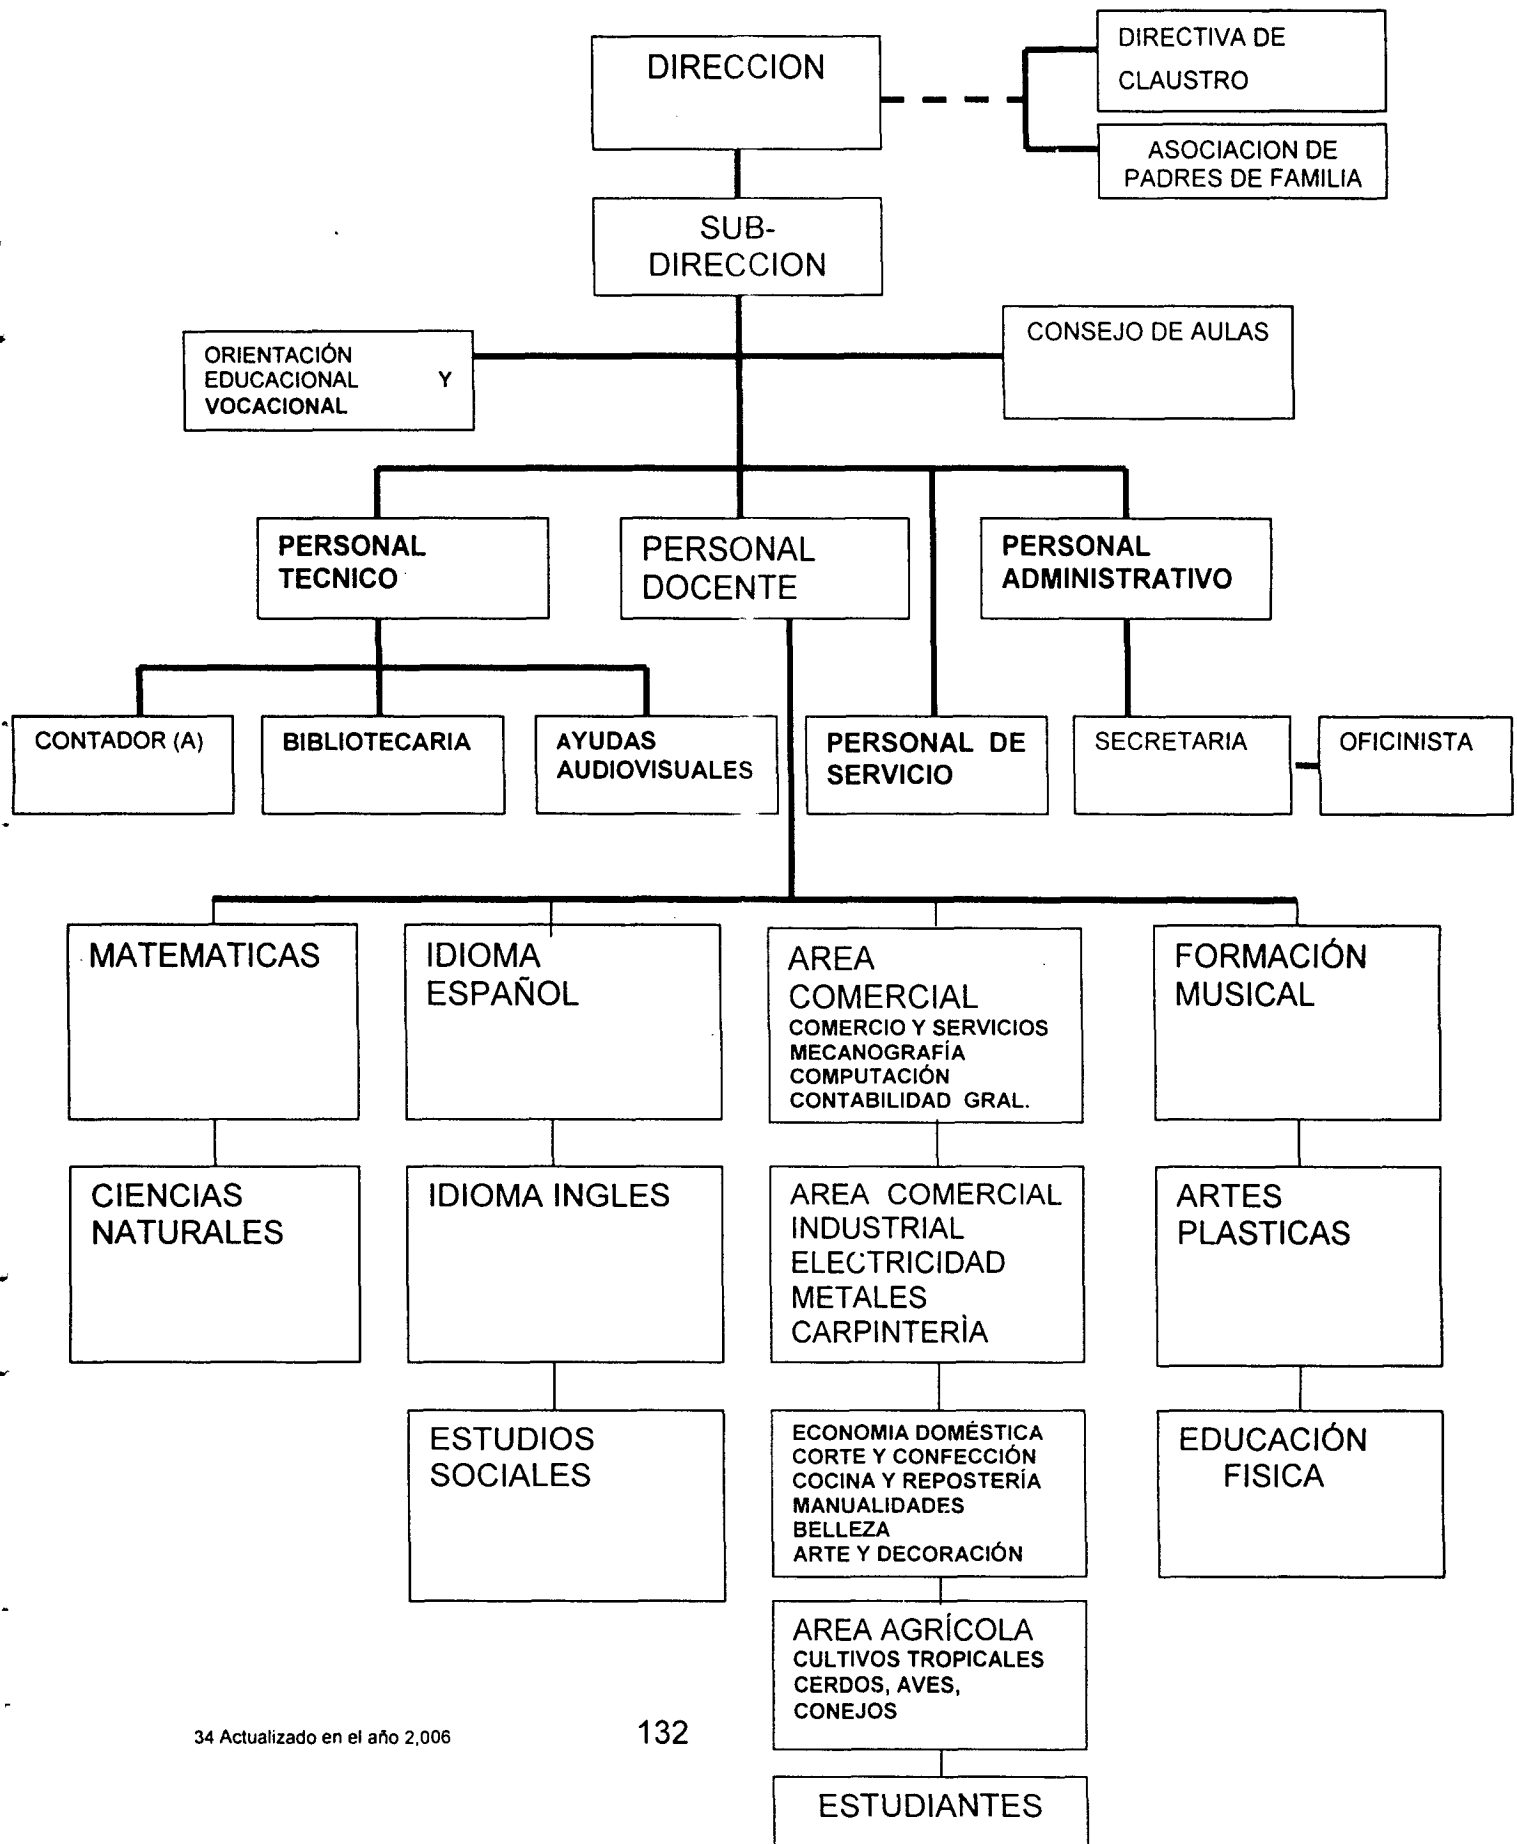 DIRECCION
DIRECTIVA DE
CLAUSTRO
ASOCIACION DE
PADRES DE FAMILIA
SUB-
DIRECCION
ORIENTACIÓN
EDUCACIONAL Y
VOCACIONAL
CONSEJO DE AULAS
PERSONAL
TECNICO
PERSONAL
DOCENTE
PERSONAL
ADMINISTRATIVO
CONTADOR (A)
BIBLIOTECARIA
AYUDAS
AUDIOVISUALES
PERSONAL DE
SERVICIO
SECRETARIA
OFICINISTA
MATEMATICAS
IDIOMA
ESPAÑOL
AREA
COMERCIAL
COMERCIO Y SERVICIOS
MECANOGRAFÍA
COMPUTACIÓN
CONTABILIDAD GRAL.
FORMACIÓN
MUSICAL
CIENCIAS
NATURALES
IDIOMA INGLES
AREA COMERCIAL
INDUSTRIAL
ELECTRICIDAD
METALES
CARPINTERÌA
ARTES
PLASTICAS
ESTUDIOS
SOCIALES
ECONOMIA DOMÉSTICA
CORTE Y CONFECCIÓN
COCINA Y REPOSTERÍA
MANUALIDADES
BELLEZA
ARTE Y DECORACIÓN
EDUCACIÓN
FISICA
AREA AGRÍCOLA
CULTIVOS TROPICALES
CERDOS, AVES,
CONEJOS
34 Actualizado en el año 2,006
132
ESTUDIANTES